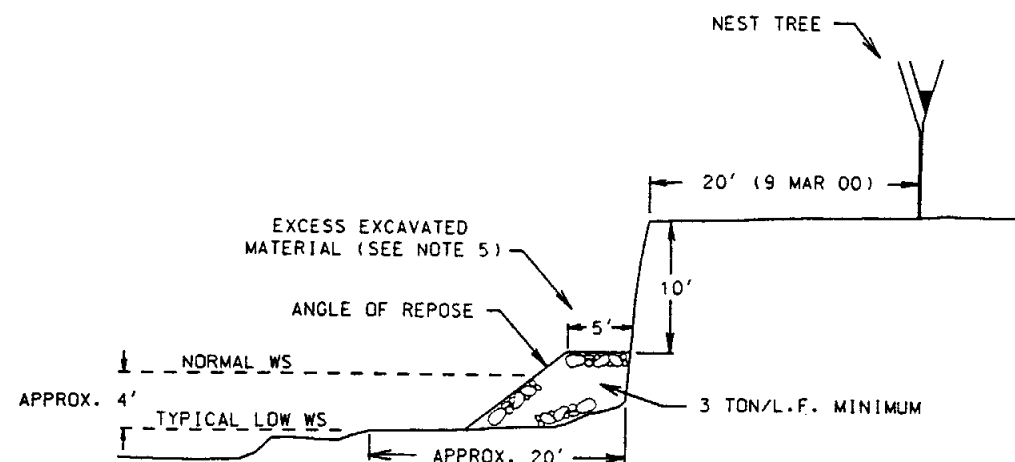 NEST TREE
20' (9 MAR 00)
EXCESS EXCAVATED
MATERIAL (SEE NOTE 5)
10'
ANGLE OF REPOSE
5'
NORMAL WS
APPROX. 4'
3 TON/L.F. MINIMUM
TYPICAL LOW WS
APPROX. 20'